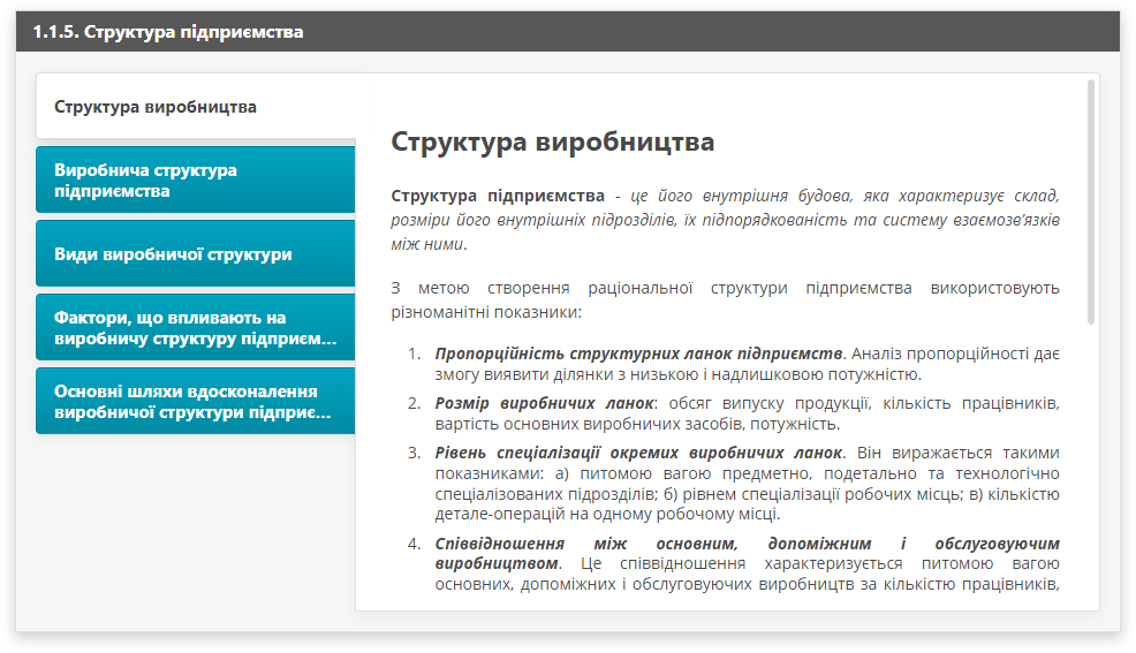 1.1.5. Структура підприємства
Структура виробництва
Виробнича структура
підприємства
Види виробничої структури
Фактори, що впливають на
виробничу структуру підприєм...
Основні шляхи вдосконалення
виробничої структури підприє...
Структура виробництва
Структура підприємства - це його внутрішня будова, яка характеризує склад,
розміри його внутрішніх підрозділів, їх підпорядкованість та систему взаємозв'язків
між ними.
З метою створення раціональної структури підприємства використовують
різноманітні показники:
1. Пропорційність структурних ланок підприємств. Аналіз пропорційності дає
змогу виявити ділянки з низькою і надлишковою потужністю.
2. Розмір виробничих ланок: обсяг випуску продукції, кількість працівників,
вартість основних виробничих засобів, потужність.
3. Рівень спеціалізації окремих виробничих ланок. Він виражається такими
показниками: а) питомою вагою предметно, подетально та технологічно
спеціалізованих підрозділів; б) рівнем спеціалізації робочих місць; в) кількістю
детале-операцій на одному робочому місці.
4. Співвідношення між основним, допоміжним і обслуговуючим
виробництвом. Це співвідношення характеризується питомою вагою
основних, допоміжних і обслуговуючих виробництв за кількістю працівників,